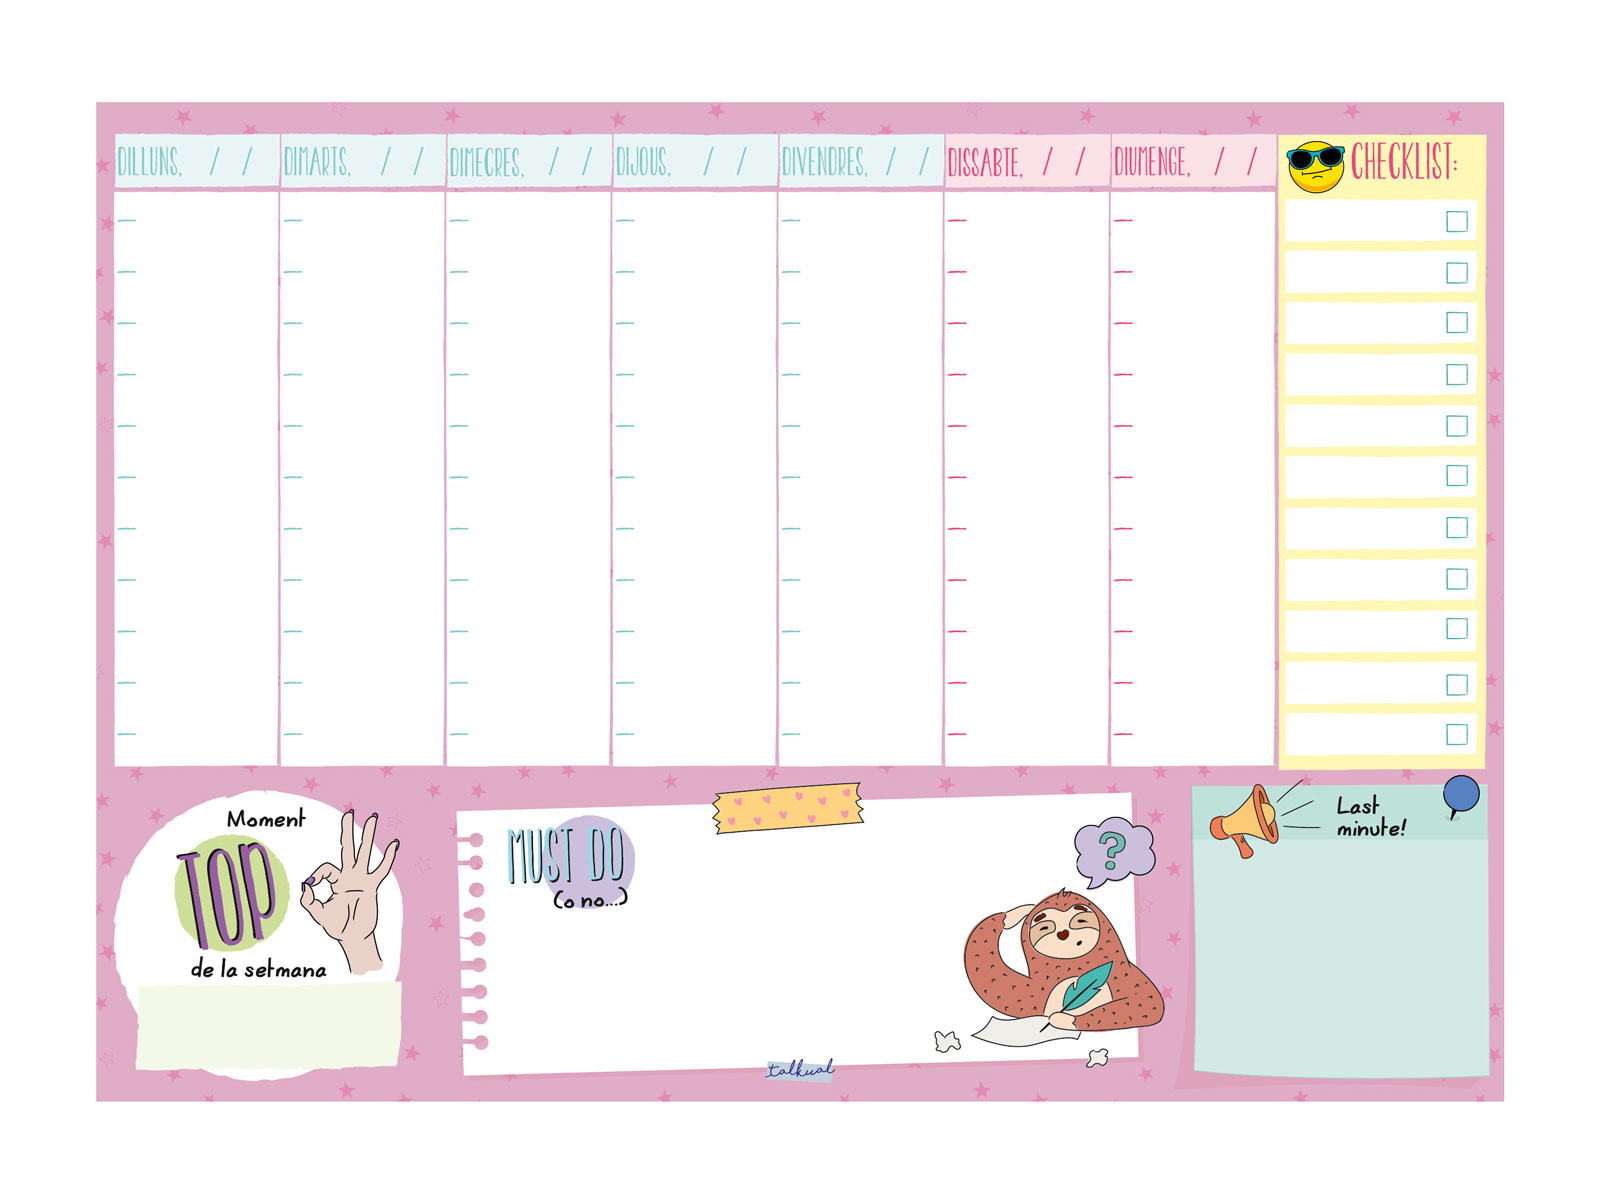 DILLUNS, / /
DIMARTS, / /
DIMECRES, / /
DIJOUS, / /
DIVENDRES, / /
DISSABTE, / /
DIUMENGE, / /
CHECKLIST:
Moment
TOP
de la setmana
MUST DO
(o no...)
?
Last
minute!
talkual